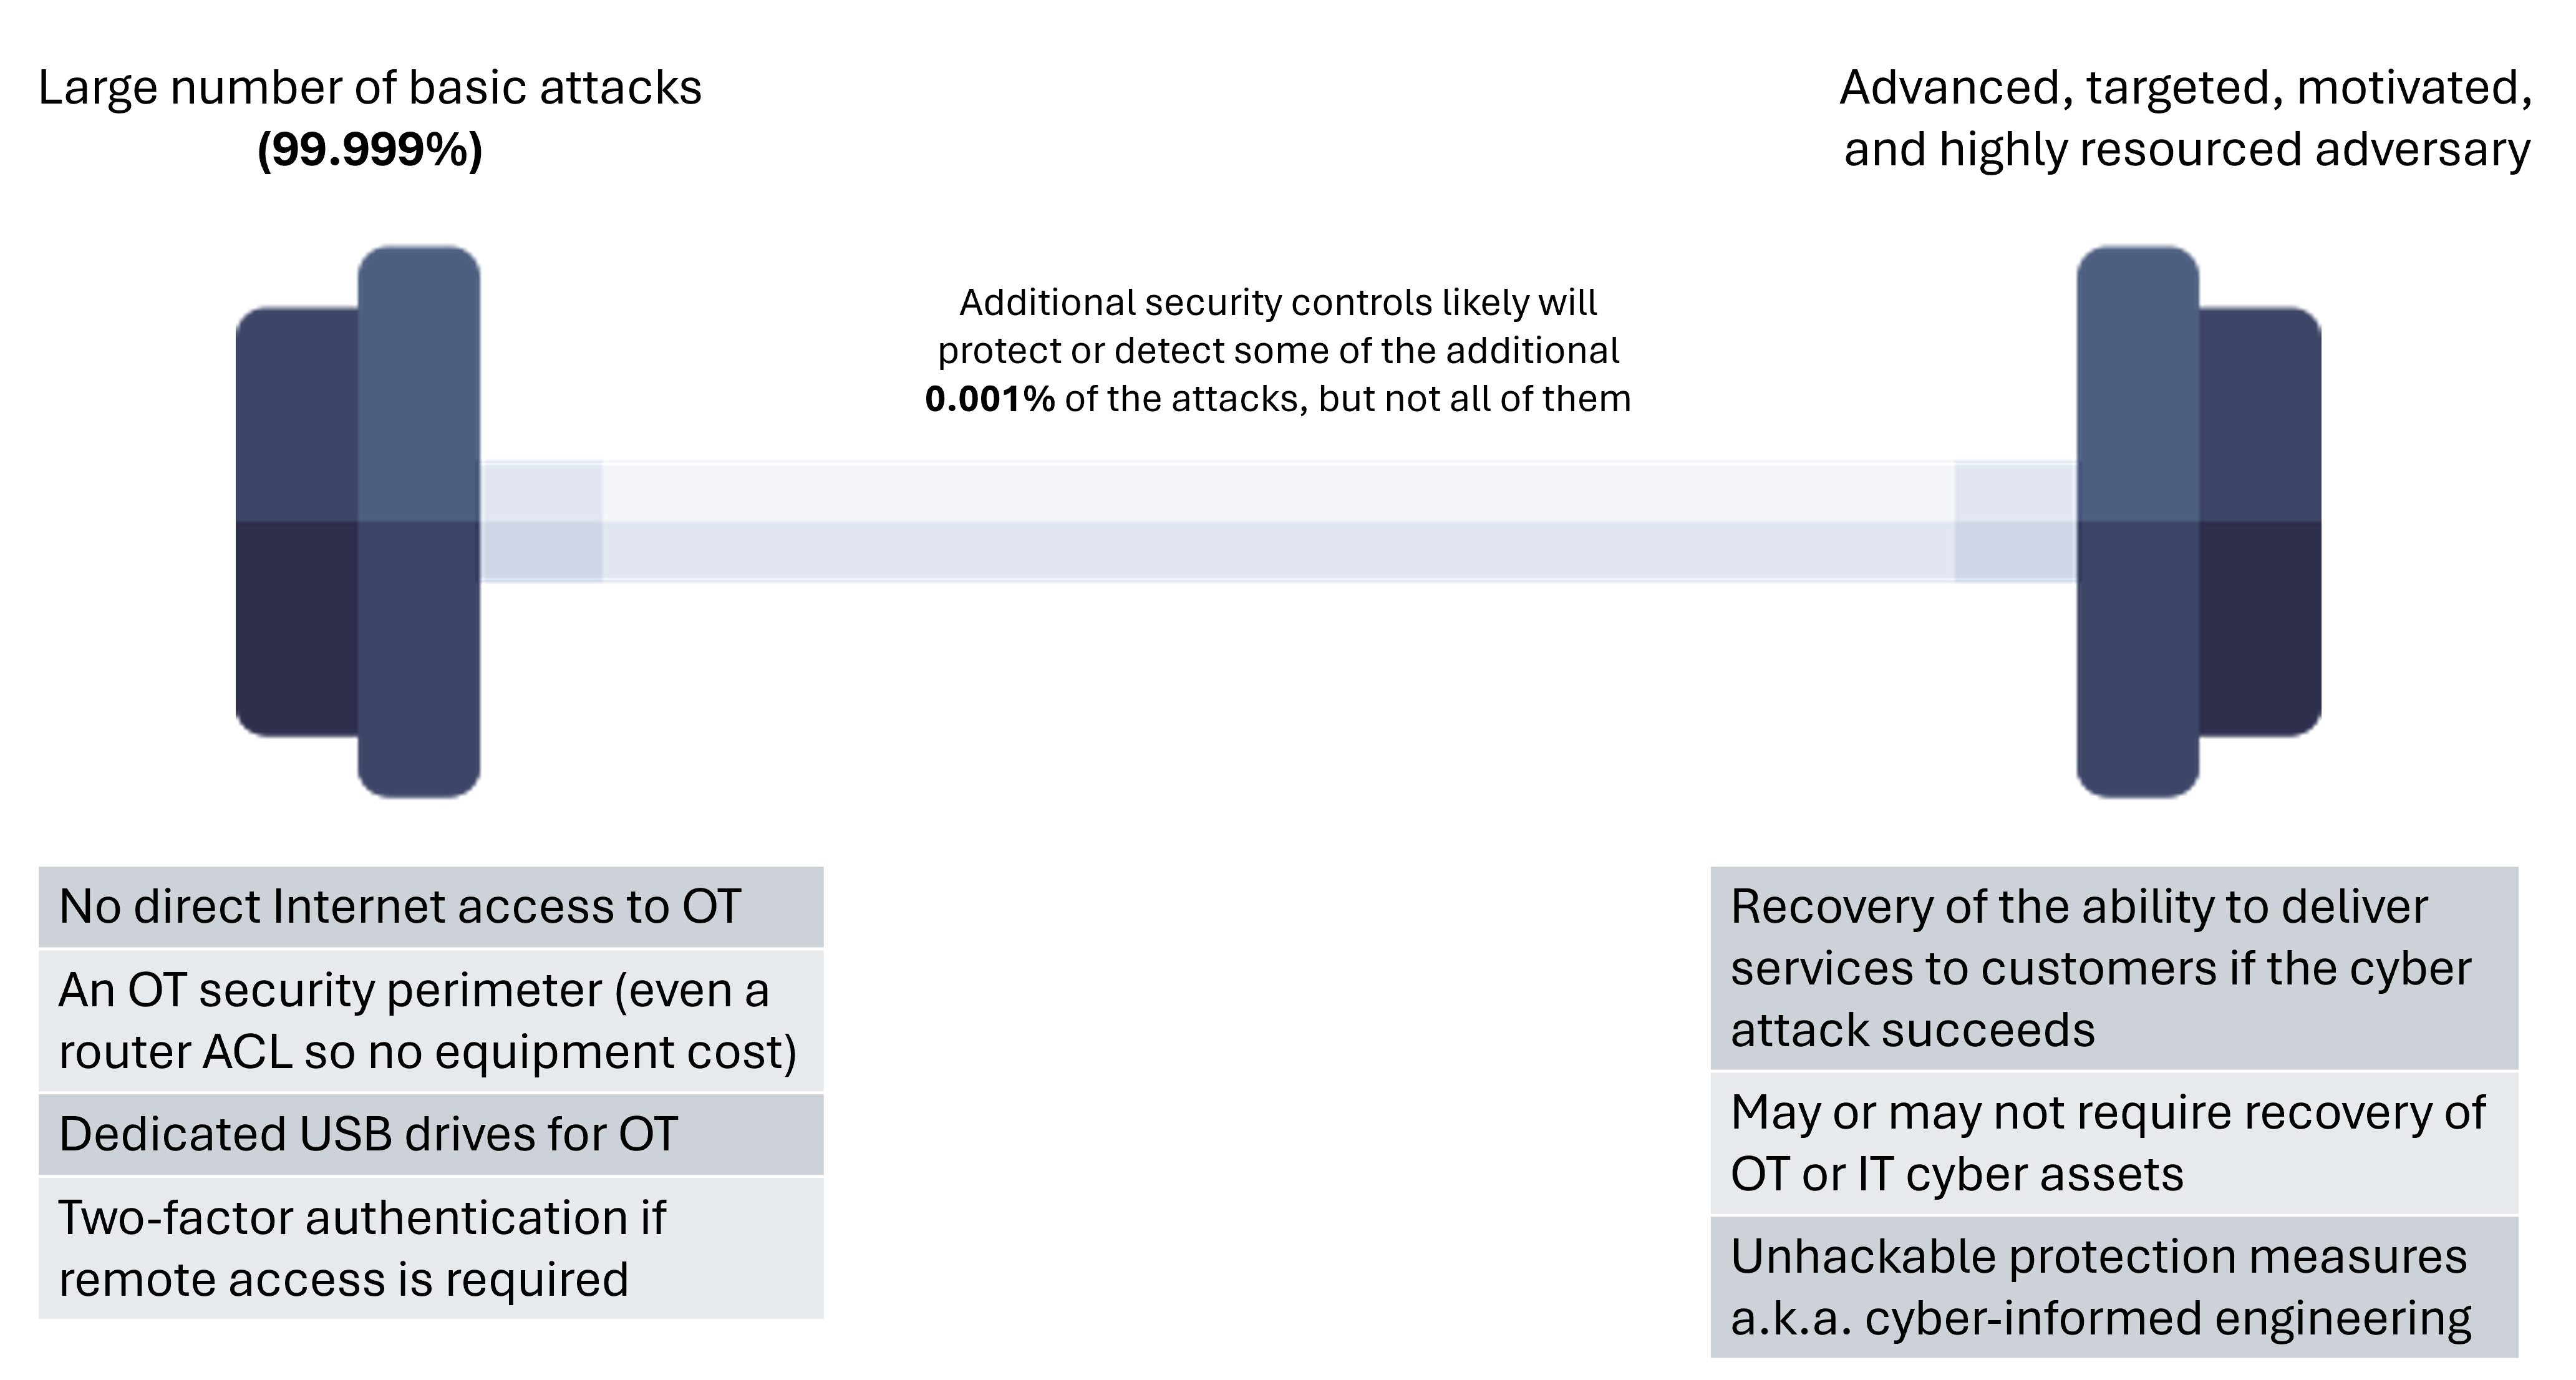 Large number of basic attacks
(99.999%)
Advanced, targeted, motivated,
and highly resourced adversary
Additional security controls likely will
protect or detect some of the additional
0.001% of the attacks, but not all of them
No direct Internet access to OT
An OT security perimeter (even a
router ACL so no equipment cost)
Dedicated USB drives for OT
Two-factor authentication if
remote access is required
Recovery of the ability to deliver
services to customers if the cyber
attack succeeds
May or may not require recovery of
OT or IT cyber assets
Unhackable protection measures
a.k.a. cyber-informed engineering